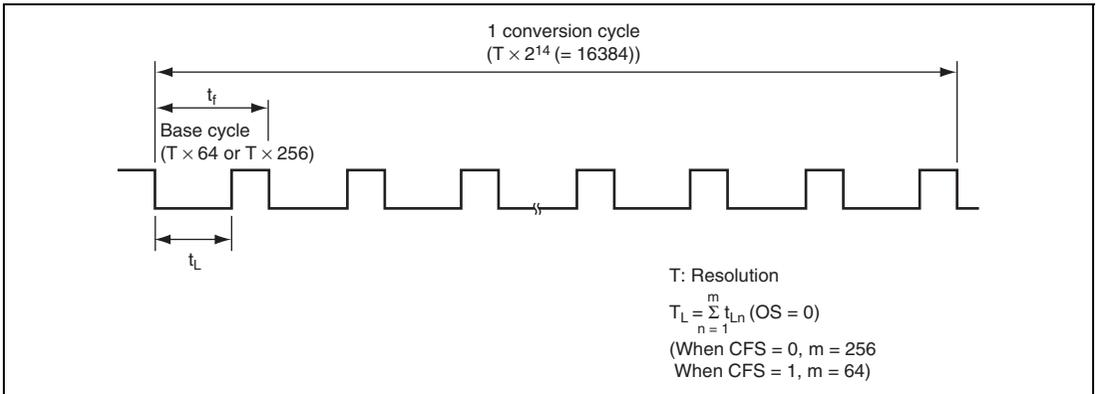 1 conversion cycle
(T × 2¹⁴ (= 16384))
t_f
Base cycle
(T × 64 or T × 256)
t_L
T: Resolution
m
T_L = Σ t_Ln (OS = 0)
n = 1
(When CFS = 0, m = 256
When CFS = 1, m = 64)